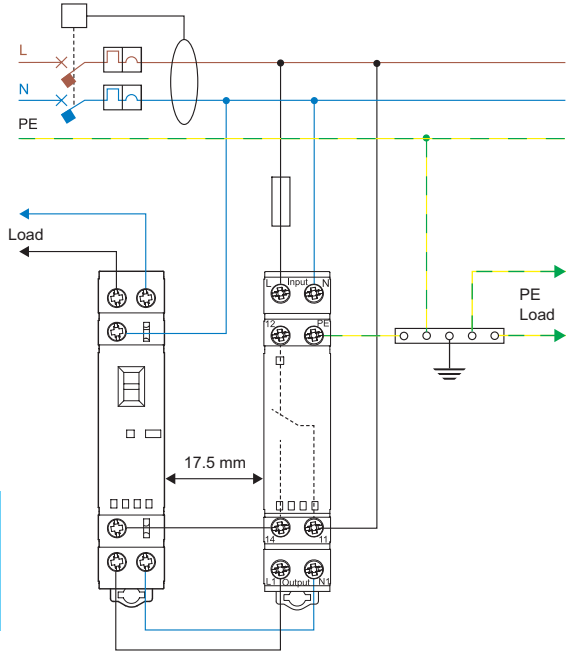 L
N
PE
Load
L Input N
12 PE
PE
Load
17.5 mm
14 11
L1 Output N1